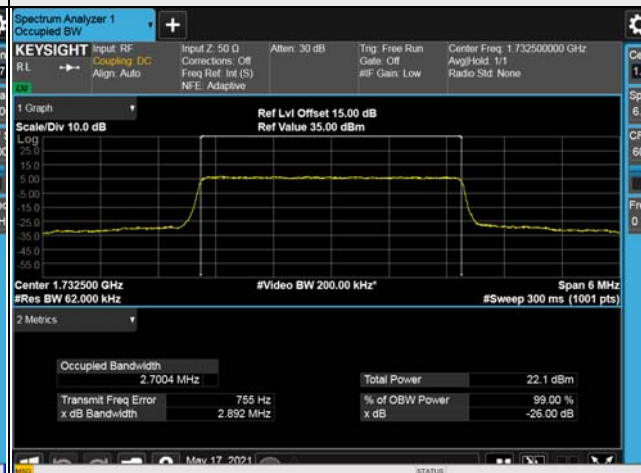 Spectrum Analyzer 1
Occupied BW
+
KEYSIGHT Input: RF Input Z: 50 Ω Atten: 30 dB Trig: Free Run Center Freq: 1.732500000 GHz
RL Coupling: DC Corrections: Off Gate: Off Avg|Hold: 1/1
Align: Auto Freq Ref: Int (S) #IF Gain: Low Radio Std: None
NFE: Adaptive
1 Graph
Ref Lvl Offset 15.00 dB
Scale/Div 10.0 dB Ref Value 35.00 dBm
Log
25.0
15.0
5.00
-5.00
-15.0
-25.0
-35.0
-45.0
-55.0
Center 1.732500 GHz #Video BW 200.00 kHz* Span 6 MHz
#Res BW 62.000 kHz #Sweep 300 ms (1001 pts)
2 Metrics
Occupied Bandwidth
2.7004 MHz Total Power 22.1 dBm
Transmit Freq Error 755 Hz % of OBW Power 99.00 %
x dB Bandwidth 2.892 MHz x dB -26.00 dB
May 17, 2021
MSG STATUS